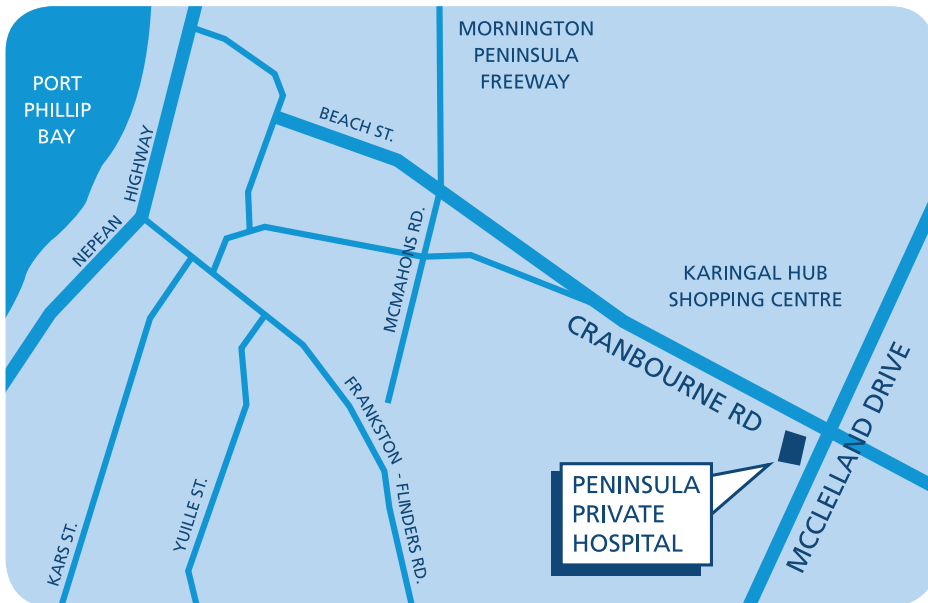 PORT
PHILLIP
BAY
NEPEAN HIGHWAY
MORNINGTON
PENINSULA
FREEWAY
BEACH ST.
MCMAHONS RD.
KARINGAL HUB
SHOPPING CENTRE
CRANBOURNE RD
MCCLELLAND DRIVE
FRANKSTON - FLINDERS RD.
KARS ST.
YUILLE ST.
PENINSULA
PRIVATE
HOSPITAL